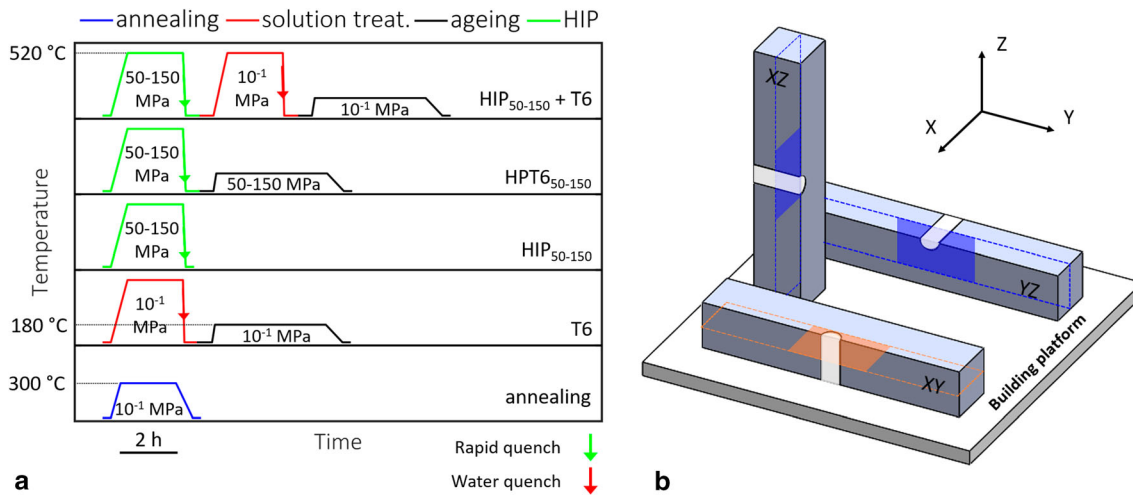 annealing solution treat. ageing HIP
520 °C
50-150
MPa
10⁻¹
MPa
10⁻¹ MPa
HIP₅₀₋₁₅₀ + T6
50-150
MPa
50-150 MPa
HPT6₅₀₋₁₅₀
50-150
MPa
HIP₅₀₋₁₅₀
10⁻¹
MPa
180 °C
10⁻¹ MPa
T6
300 °C
10⁻¹ MPa
annealing
Temperature
2 h
Time
Rapid quench
Water quench
a
XZ
Z
X
Y
YZ
XY
Building platform
b